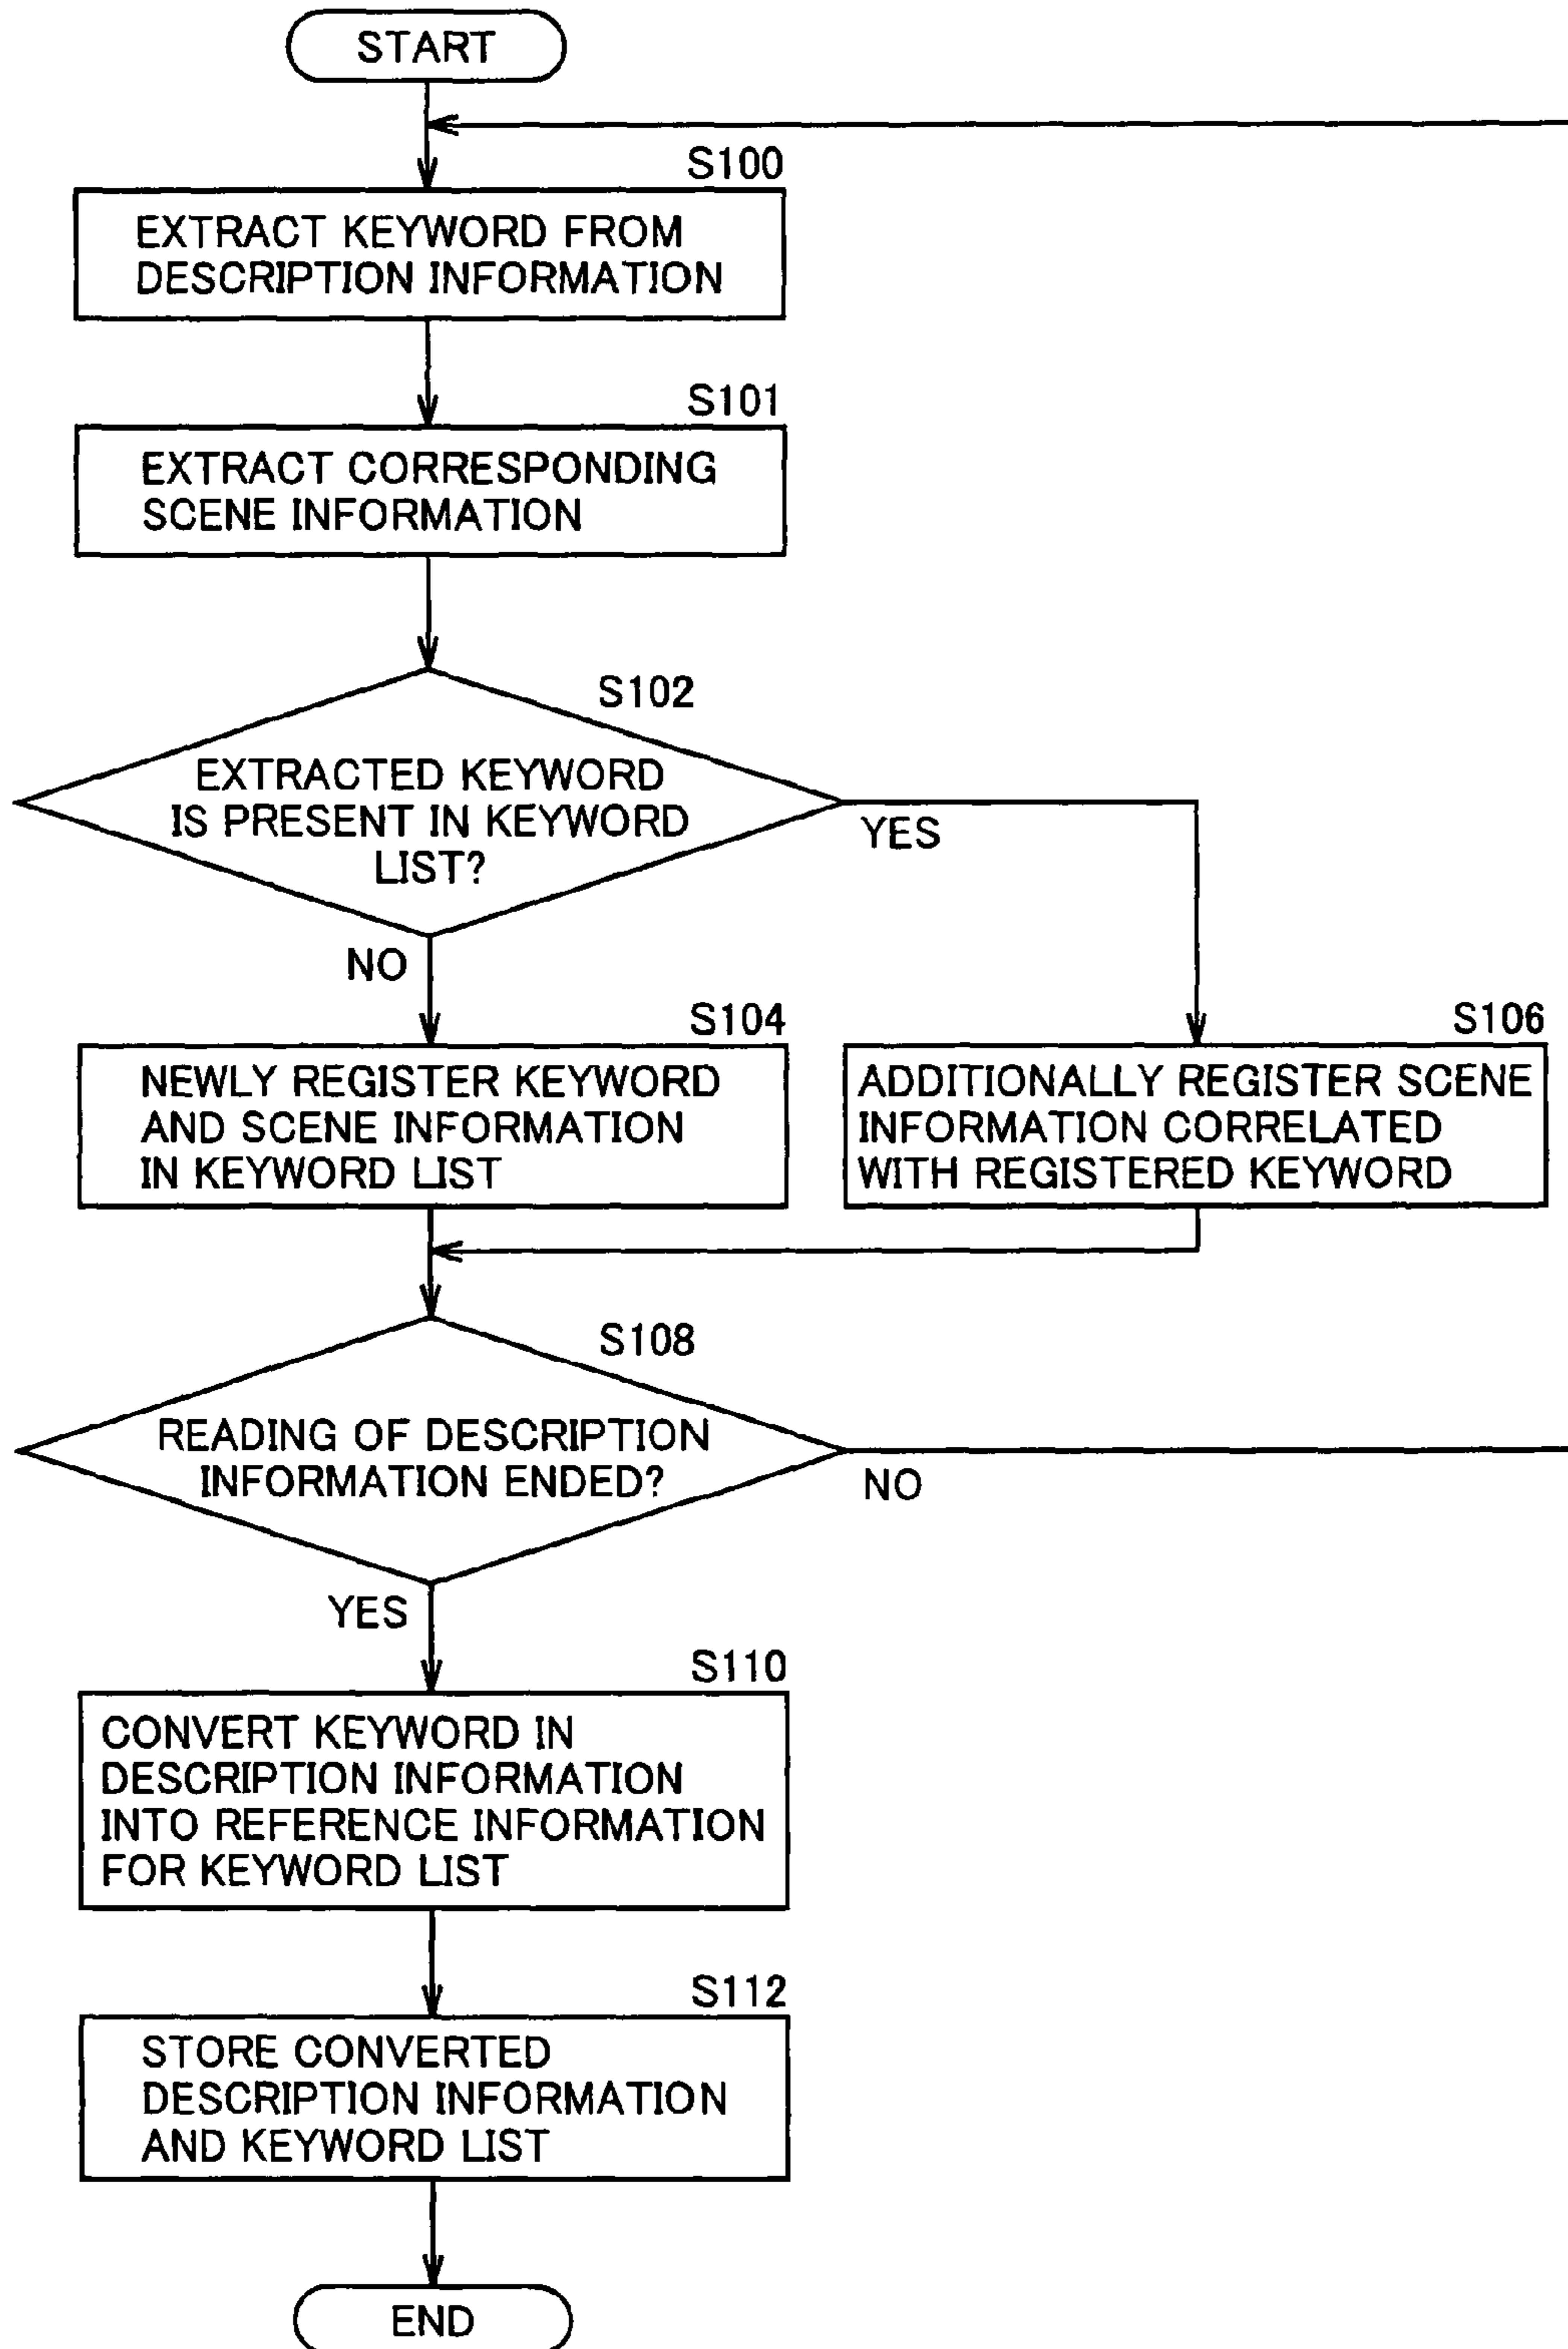 START
S100
EXTRACT KEYWORD FROM
DESCRIPTION INFORMATION
S101
EXTRACT CORRESPONDING
SCENE INFORMATION
S102
EXTRACTED KEYWORD
IS PRESENT IN KEYWORD
LIST?
YES
NO
S104
NEWLY REGISTER KEYWORD
AND SCENE INFORMATION
IN KEYWORD LIST
S106
ADDITIONALLY REGISTER SCENE
INFORMATION CORRELATED
WITH REGISTERED KEYWORD
S108
READING OF DESCRIPTION
INFORMATION ENDED?
NO
YES
S110
CONVERT KEYWORD IN
DESCRIPTION INFORMATION
INTO REFERENCE INFORMATION
FOR KEYWORD LIST
S112
STORE CONVERTED
DESCRIPTION INFORMATION
AND KEYWORD LIST
END